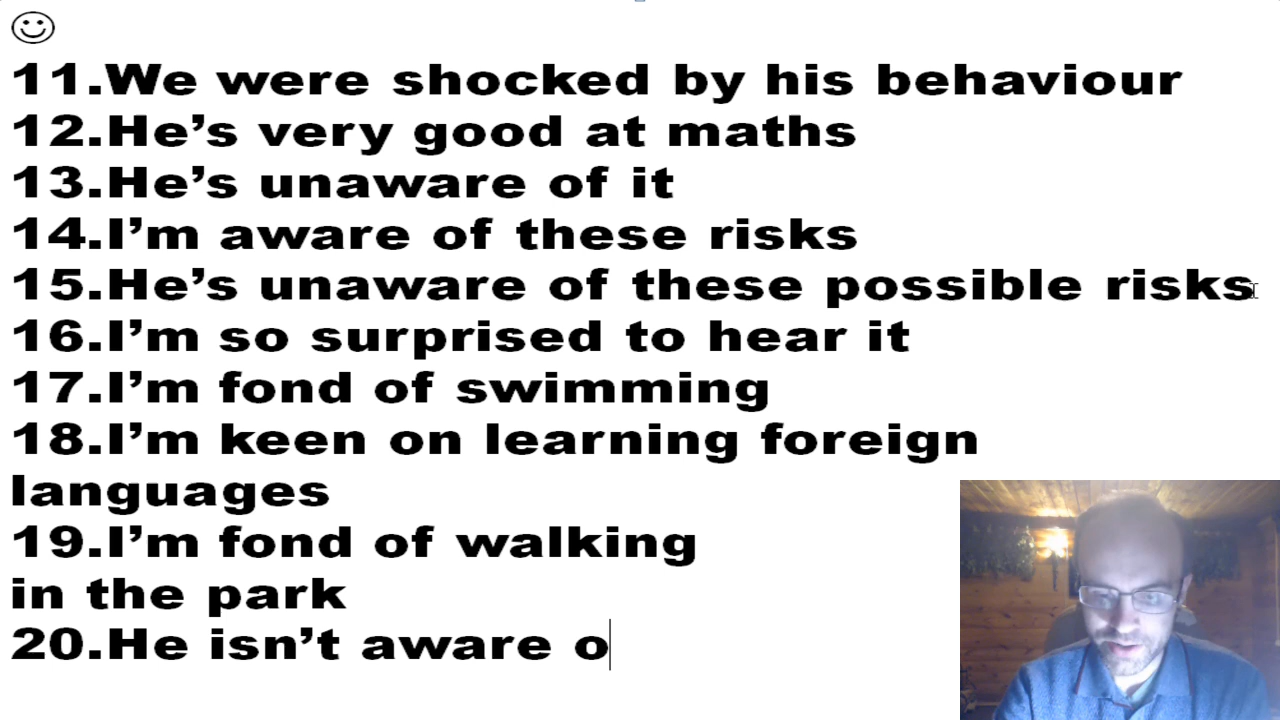 11.We were shocked by his behaviour
12.He’s very good at maths
13.He’s unaware of it
14.I’m aware of these risks
15.He’s unaware of these possible risks
16.I’m so surprised to hear it
17.I’m fond of swimming
18.I’m keen on learning foreign
languages
19.I’m fond of walking
in the park
20.He isn’t aware o